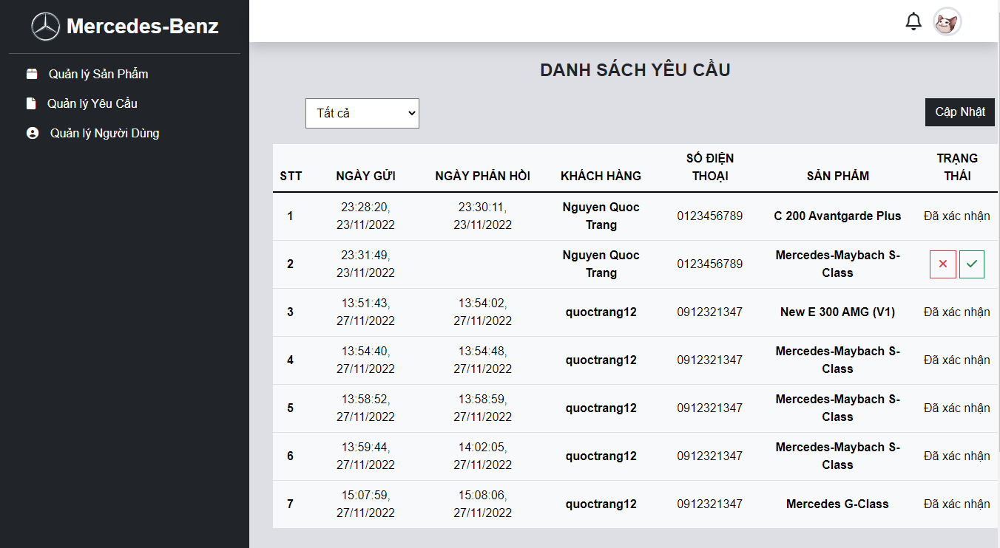 Mercedes-Benz
Quản lý Sản Phẩm
Quản lý Yêu Cầu
Quản lý Người Dùng
DANH SÁCH YÊU CẦU
Tất cả
Cập Nhật
STT NGÀY GỬI NGÀY PHẢN HỒI KHÁCH HÀNG SỐ ĐIỆN THOẠI SẢN PHẨM TRẠNG THÁI
1 23:28:20, 23/11/2022 23:30:11, 23/11/2022 Nguyen Quoc Trang 0123456789 C 200 Avantgarde Plus Đã xác nhận
2 23:31:49, 23/11/2022 Nguyen Quoc Trang 0123456789 Mercedes-Maybach S-Class
3 13:51:43, 27/11/2022 13:54:02, 27/11/2022 quoctrang12 0912321347 New E 300 AMG (V1) Đã xác nhận
4 13:54:40, 27/11/2022 13:54:48, 27/11/2022 quoctrang12 0912321347 Mercedes-Maybach S-Class Đã xác nhận
5 13:58:52, 27/11/2022 13:58:59, 27/11/2022 quoctrang12 0912321347 Mercedes-Maybach S-Class Đã xác nhận
6 13:59:44, 27/11/2022 14:02:05, 27/11/2022 quoctrang12 0912321347 Mercedes-Maybach S-Class Đã xác nhận
7 15:07:59, 27/11/2022 15:08:06, 27/11/2022 quoctrang12 0912321347 Mercedes G-Class Đã xác nhận